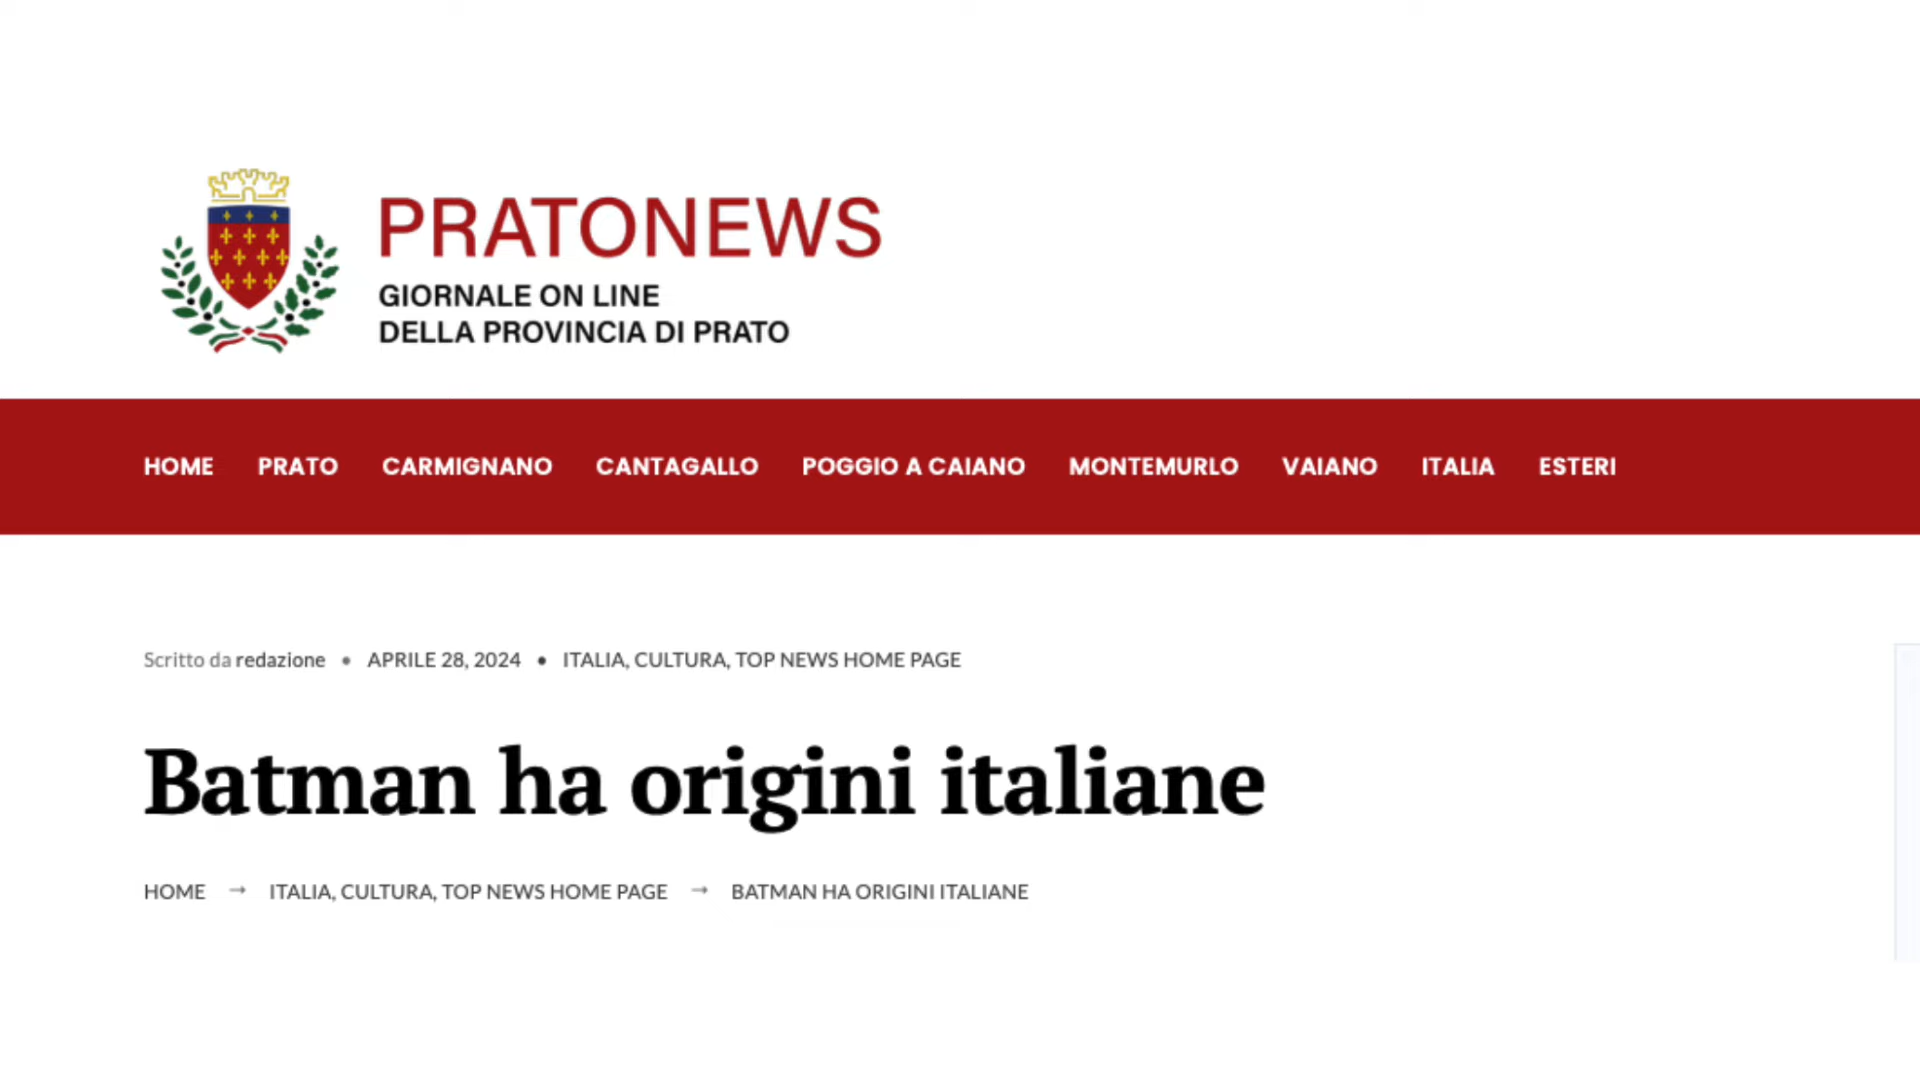 PRATONEWS
GIORNALE ON LINE
DELLA PROVINCIA DI PRATO
HOME PRATO CARMIGNANO CANTAGALLO POGGIO A CAIANO MONTEMURLO VAIANO ITALIA ESTERI
Scritto da redazione • APRILE 28, 2024 • ITALIA, CULTURA, TOP NEWS HOME PAGE
Batman ha origini italiane
HOME → ITALIA, CULTURA, TOP NEWS HOME PAGE → BATMAN HA ORIGINI ITALIANE